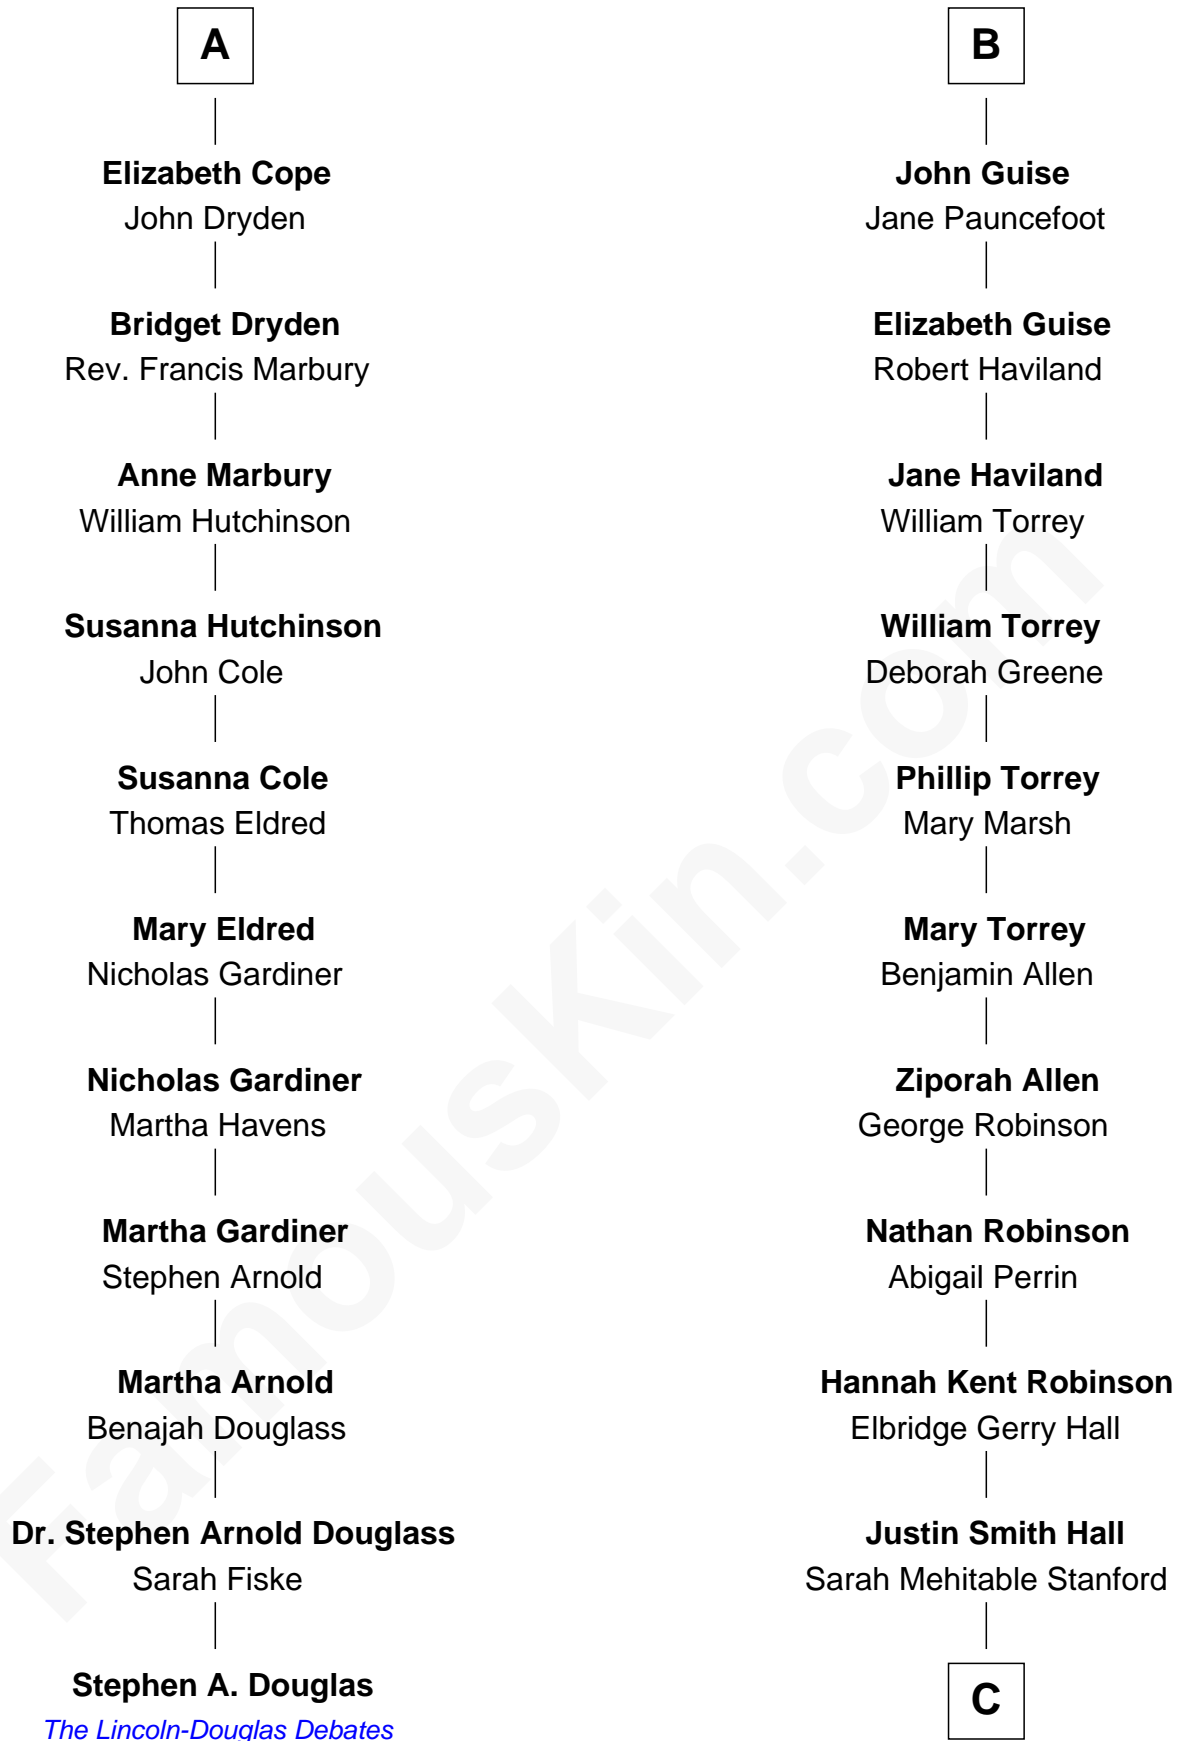 A
Elizabeth Cope
John Dryden
Bridget Dryden
Rev. Francis Marbury
Anne Marbury
William Hutchinson
Susanna Hutchinson
John Cole
Susanna Cole
Thomas Eldred
Mary Eldred
Nicholas Gardiner
Nicholas Gardiner
Martha Havens
Martha Gardiner
Stephen Arnold
Martha Arnold
Benajah Douglass
Dr. Stephen Arnold Douglass
Sarah Fiske
Stephen A. Douglas
The Lincoln-Douglas Debates
B
John Guise
Jane Pauncefoot
Elizabeth Guise
Robert Haviland
Jane Haviland
William Torrey
William Torrey
Deborah Greene
Phillip Torrey
Mary Marsh
Mary Torrey
Benjamin Allen
Ziporah Allen
George Robinson
Nathan Robinson
Abigail Perrin
Hannah Kent Robinson
Elbridge Gerry Hall
Justin Smith Hall
Sarah Mehitable Stanford
C
FamousKin.com